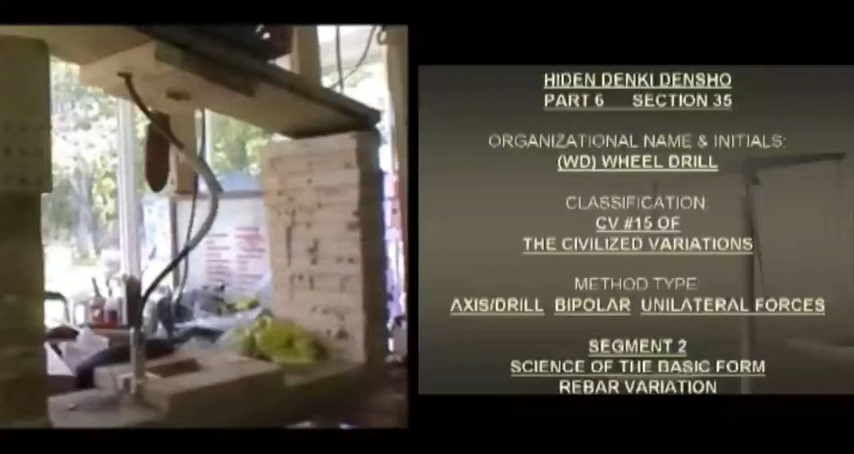 HIDEN DENKI DENSHO
PART 6 SECTION 35
ORGANIZATIONAL NAME & INITIALS:
(WD) WHEEL DRILL
CLASSIFICATION:
CV #15 OF
THE CIVILIZED VARIATIONS
METHOD TYPE:
AXIS/DRILL BIPOLAR UNILATERAL FORCES
SEGMENT 2
SCIENCE OF THE BASIC FORM
REBAR VARIATION